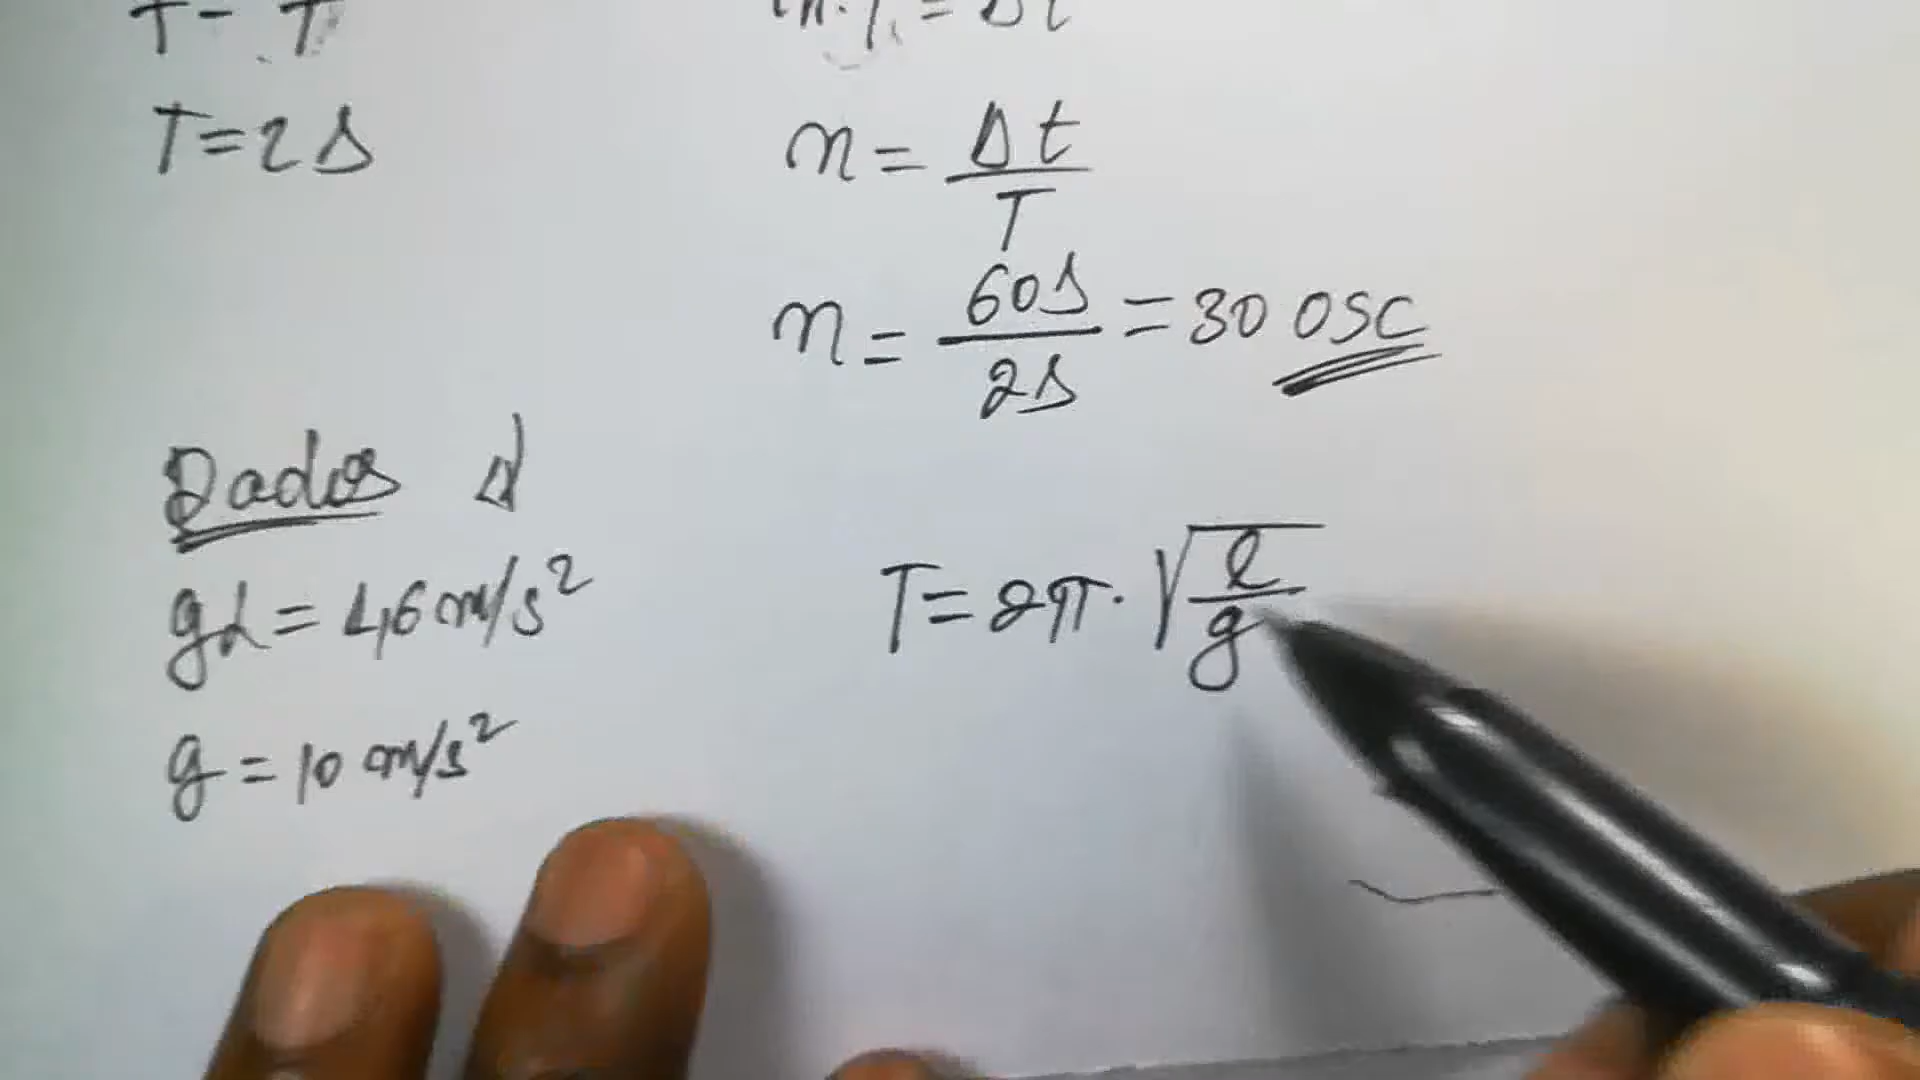 T=2s
n = Δt/T
n = 60s/2s = 30 osc
Dados d
gL = 1,6 m/s²
T = 2π · √(l/g)
g = 10 m/s²